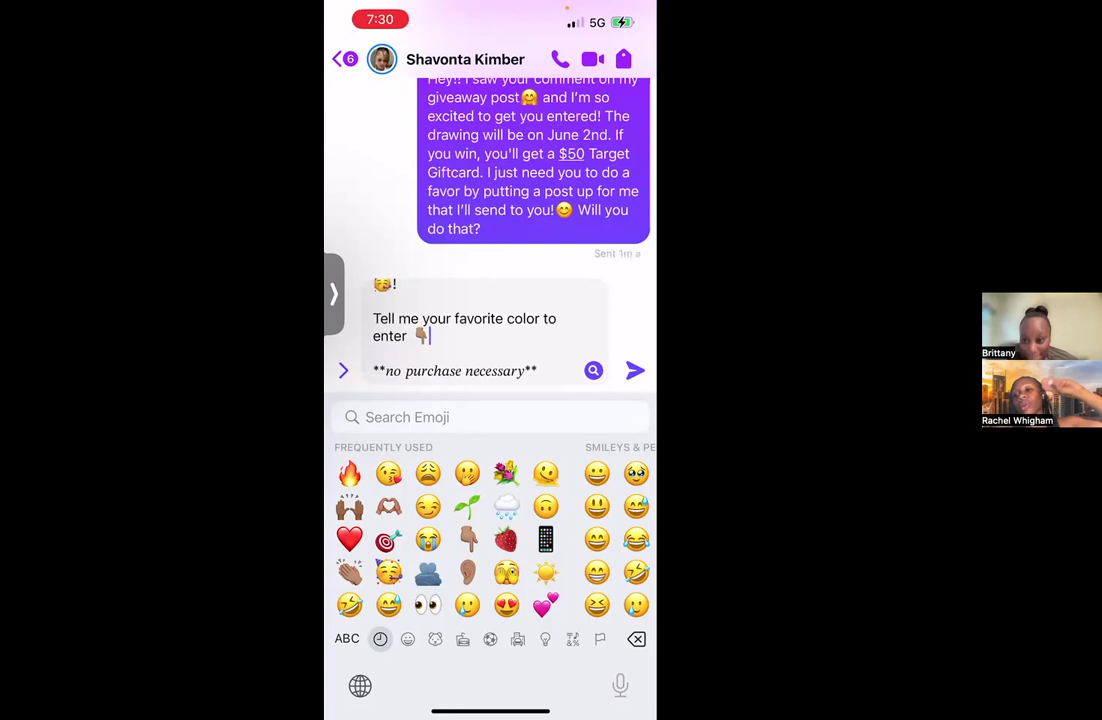 7:30
5G
6
Shavonta Kimber
Hey!! I saw your comment on my
giveaway post🤗 and I'm so
excited to get you entered! The
drawing will be on June 2nd. If
you win, you'll get a $50 Target
Giftcard. I just need you to do a
favor by putting a post up for me
that I'll send to you!😊 Will you
do that?
Sent 1m a
🥳!
Tell me your favorite color to
enter 👇🏽
**no purchase necessary**
Search Emoji
FREQUENTLY USED
SMILEYS & PE
ABC
Brittany
Rachel Whigham